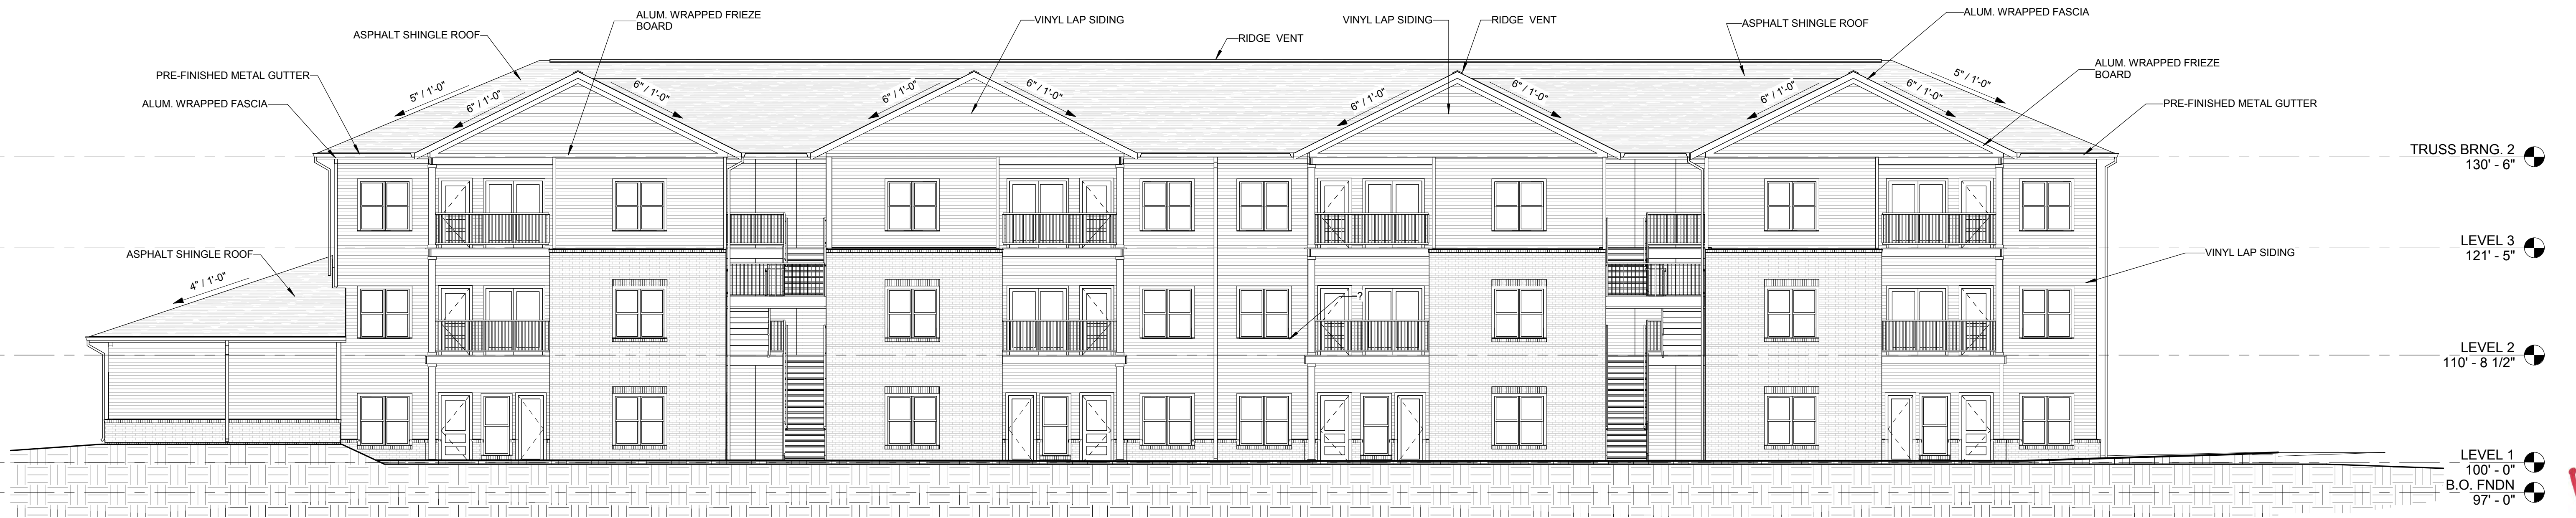 ALUM. WRAPPED FRIEZE
BOARD
VINYL LAP SIDING
VINYL LAP SIDING
RIDGE VENT
ALUM. WRAPPED FASCIA
ASPHALT SHINGLE ROOF
RIDGE VENT
ASPHALT SHINGLE ROOF
PRE-FINISHED METAL GUTTER
ALUM. WRAPPED FRIEZE
BOARD
ALUM. WRAPPED FASCIA
PRE-FINISHED METAL GUTTER
5" / 1'-0"
6" / 1'-0"
6" / 1'-0"
6" / 1'-0"
6" / 1'-0"
6" / 1'-0"
6" / 1'-0"
6" / 1'-0"
6" / 1'-0"
5" / 1'-0"
TRUSS BRNG. 2
130' - 6"
LEVEL 3
121' - 5"
ASPHALT SHINGLE ROOF
VINYL LAP SIDING
4" / 1'-0"
?
LEVEL 2
110' - 8 1/2"
LEVEL 1
100' - 0"
B.O. FNDN
97' - 0"